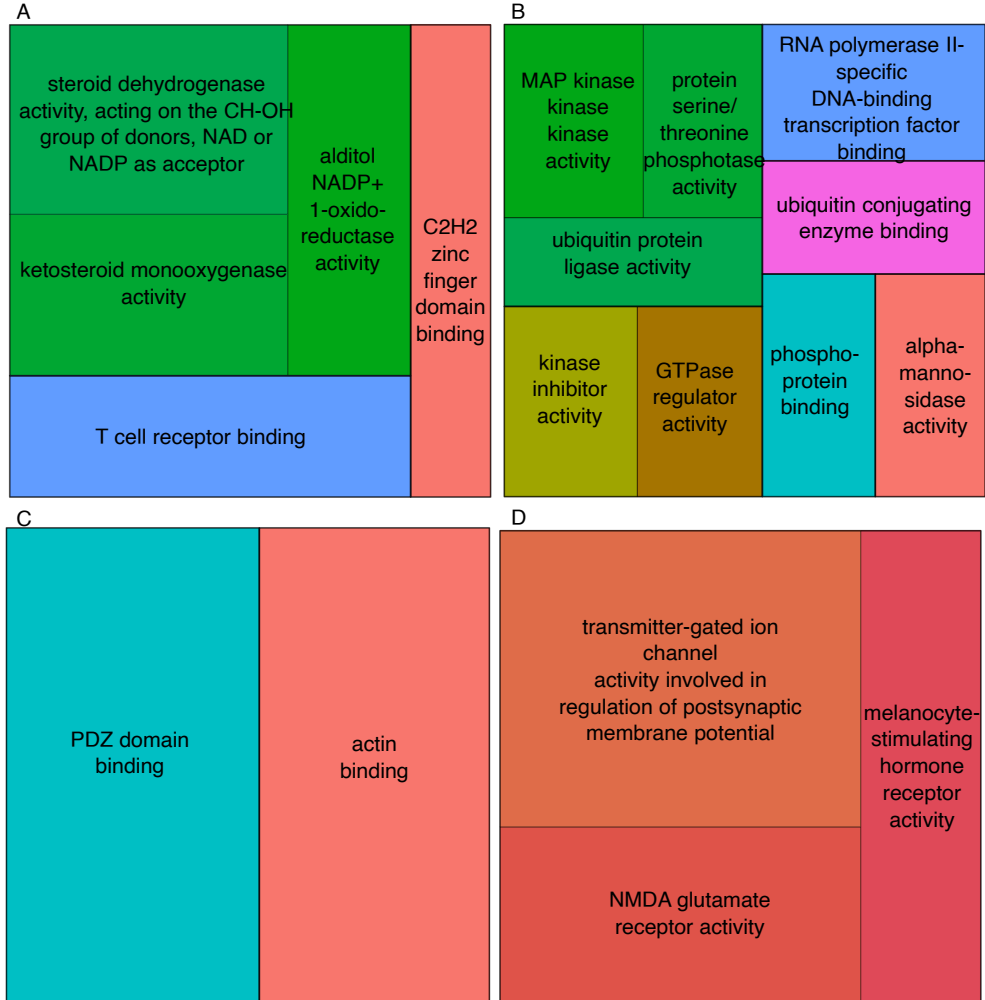 A
steroid dehydrogenase
activity, acting on the CH-OH
group of donors, NAD or
NADP as acceptor
alditol
NADP+
1-oxido-
reductase
activity
C2H2
zinc
finger
domain
binding
ketosteroid monooxygenase
activity
T cell receptor binding
B
MAP kinase
kinase
kinase
activity
protein
serine/
threonine
phosphotase
activity
RNA polymerase II-
specific
DNA-binding
transcription factor
binding
ubiquitin conjugating
enzyme binding
ubiquitin protein
ligase activity
kinase
inhibitor
activity
GTPase
regulator
activity
phospho-
protein
binding
alpha-
manno-
sidase
activity
C
PDZ domain
binding
actin
binding
D
transmitter-gated ion
channel
activity involved in
regulation of postsynaptic
membrane potential
melanocyte-
stimulating
hormone
receptor
activity
NMDA glutamate
receptor activity